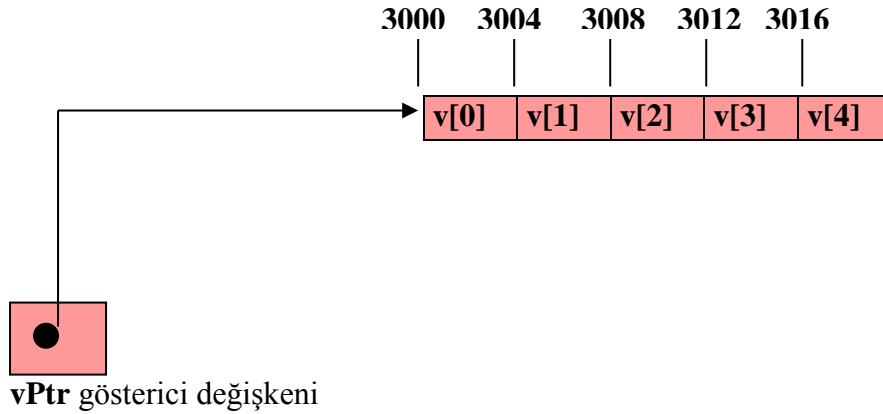 3000 3004 3008 3012 3016
v[0] v[1] v[2] v[3] v[4]
vPtr gösterici değişkeni